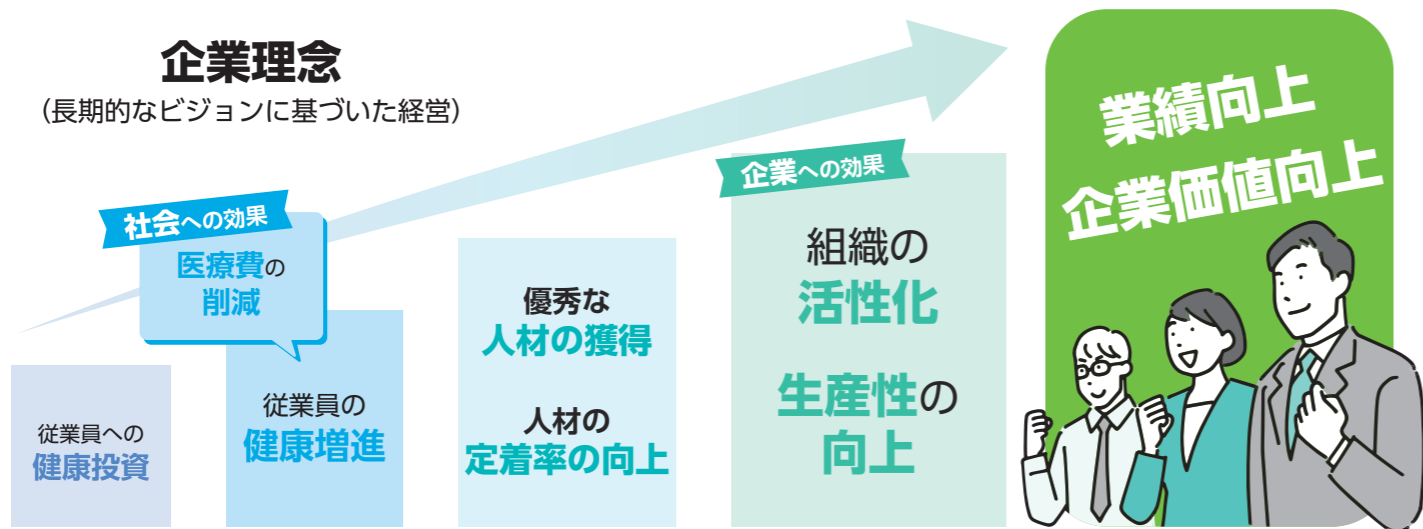 企業理念
（長期的なビジョンに基づいた経営）
社会への効果
医療費の
削減
従業員への
健康投資
従業員の
健康増進
優秀な
人材の獲得
人材の
定着率の向上
企業への効果
組織の
活性化
生産性の
向上
業績向上
企業価値向上